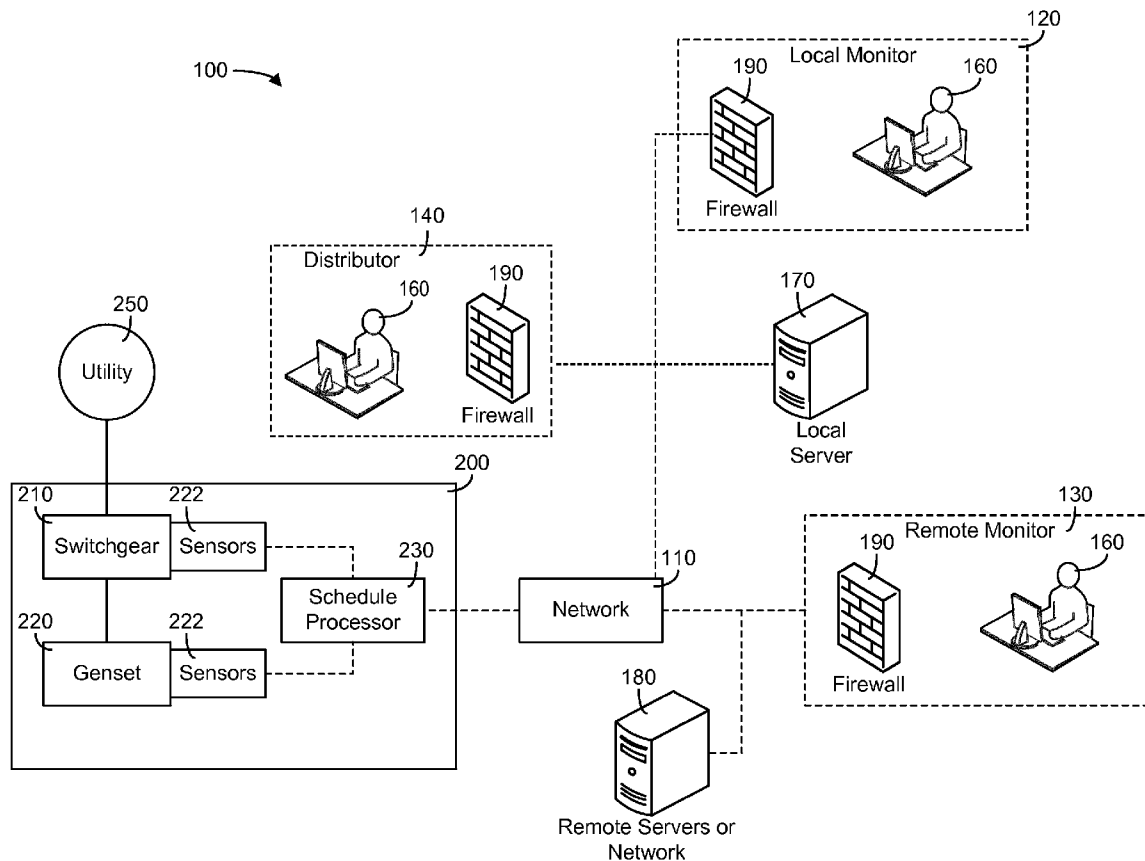 120
Local Monitor
100
190
160
Firewall
140
Distributor
190
160
170
250
Utility
Firewall
Local
Server
200
210
222
130
Switchgear
Sensors
230
110
Remote Monitor
190
160
Schedule
Processor
Network
220
222
Genset
Sensors
180
Firewall
Remote Servers or
Network